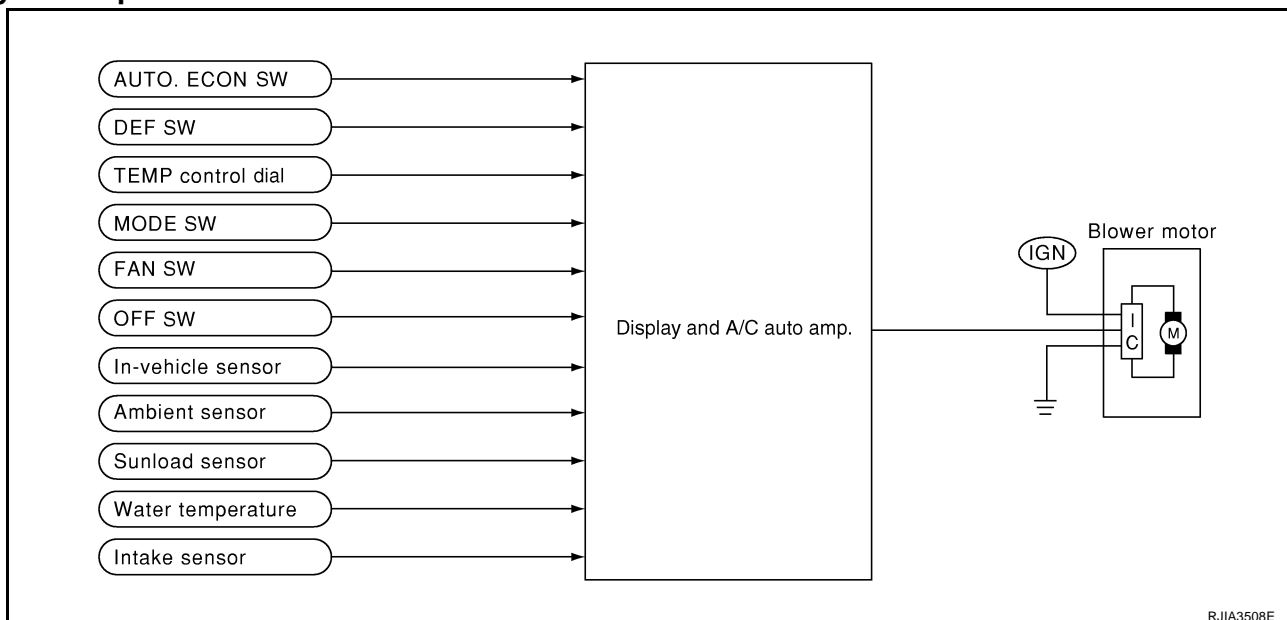 AUTO. ECON SW
DEF SW
TEMP control dial
MODE SW
FAN SW
OFF SW
In-vehicle sensor
Ambient sensor
Sunload sensor
Water temperature
Intake sensor
Display and A/C auto amp.
IGN
Blower motor
I
C
M
RJIA3508E